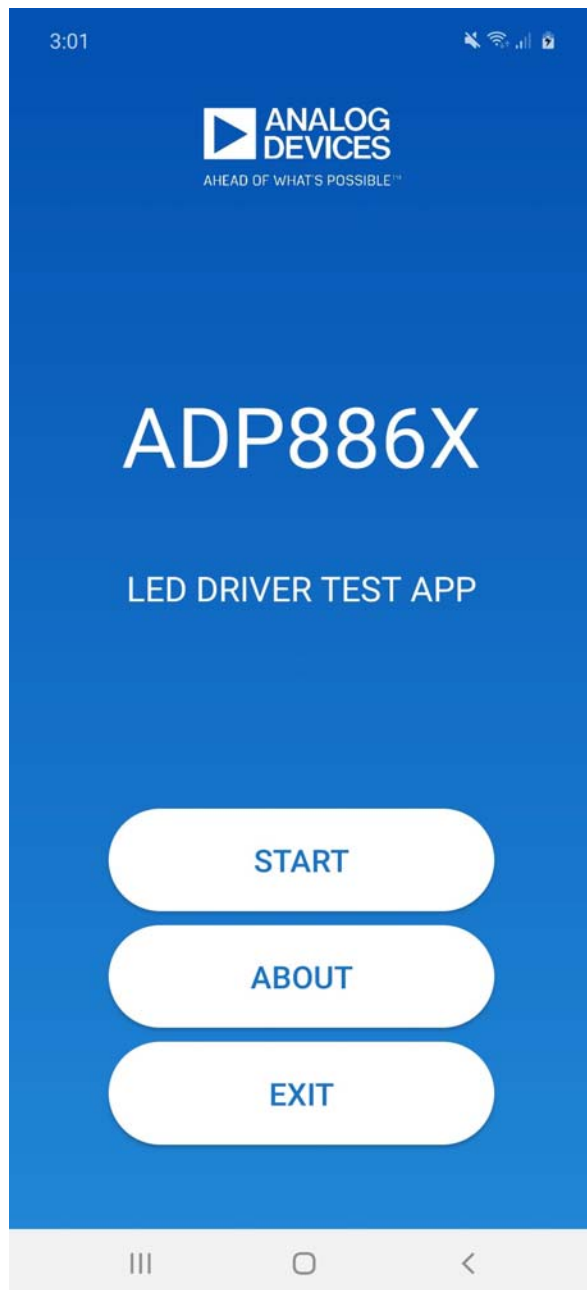 3:01
ANALOG
DEVICES
AHEAD OF WHAT'S POSSIBLE™
ADP886X
LED DRIVER TEST APP
START
ABOUT
EXIT